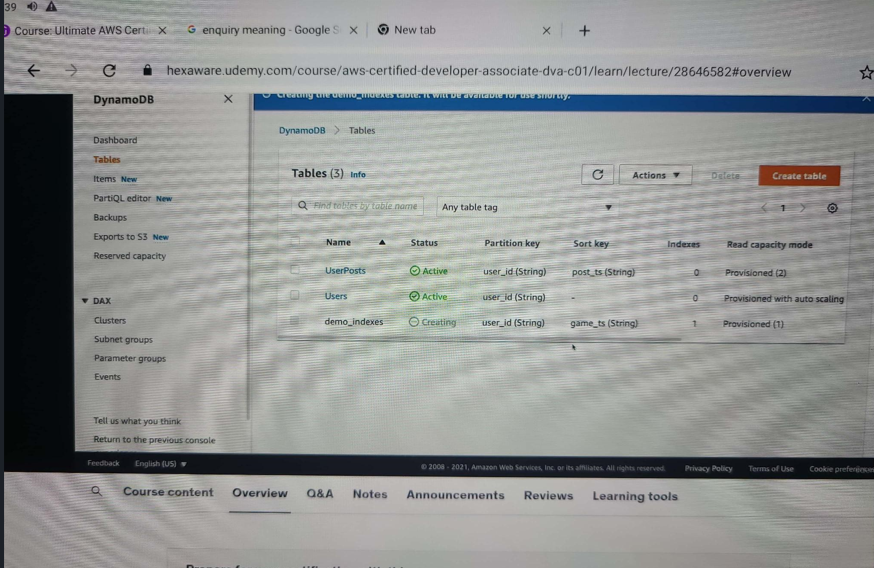 39
Course: Ultimate AWS Certi
enquiry meaning - Google S
New tab
hexaware.udemy.com/course/aws-certified-developer-associate-dva-c01/learn/lecture/28646582#overview
DynamoDB
Creating the demo_indexes table. It will be available for use shortly.
Dashboard
Tables
Items New
PartiQL editor New
Backups
Exports to S3 New
Reserved capacity
DAX
Clusters
Subnet groups
Parameter groups
Events
Tell us what you think
Return to the previous console
DynamoDB > Tables
Tables (3) Info
Actions
Delete
Create table
Find tables by table name
Any table tag
1
Name Status Partition key Sort key Indexes Read capacity mode
UserPosts Active user_id (String) post_ts (String) 0 Provisioned (2)
Users Active user_id (String) - 0 Provisioned with auto scaling
demo_indexes Creating user_id (String) game_ts (String) 1 Provisioned (1)
Feedback English (US) © 2008 - 2021, Amazon Web Services, Inc. or its affiliates. All rights reserved. Privacy Policy Terms of Use Cookie preferences
Course content Overview Q&A Notes Announcements Reviews Learning tools